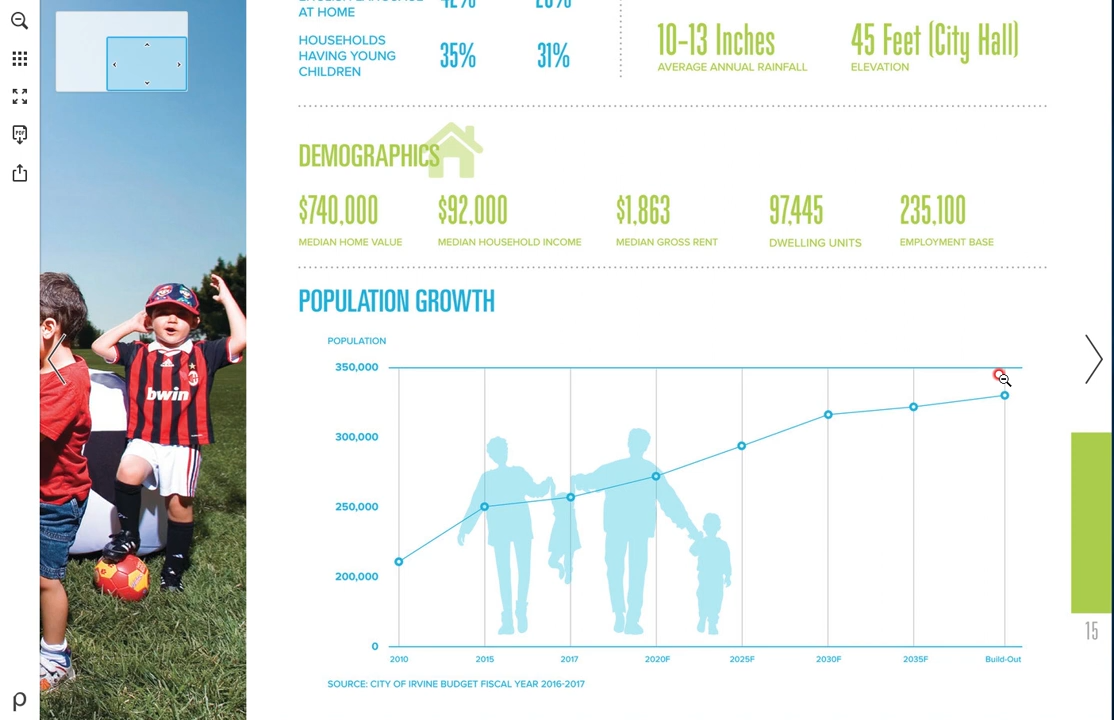 AT HOME
HOUSEHOLDS
HAVING YOUNG
CHILDREN
35%
31%
10-13 Inches
AVERAGE ANNUAL RAINFALL
45 Feet (City Hall)
ELEVATION
DEMOGRAPHICS
$740,000
MEDIAN HOME VALUE
$92,000
MEDIAN HOUSEHOLD INCOME
$1,863
MEDIAN GROSS RENT
97,445
DWELLING UNITS
235,100
EMPLOYMENT BASE
POPULATION GROWTH
POPULATION
350,000
300,000
250,000
200,000
0
2010
2015
2017
2020F
2025F
2030F
2035F
Build-Out
SOURCE: CITY OF IRVINE BUDGET FISCAL YEAR 2016-2017
15
bwin
PDF